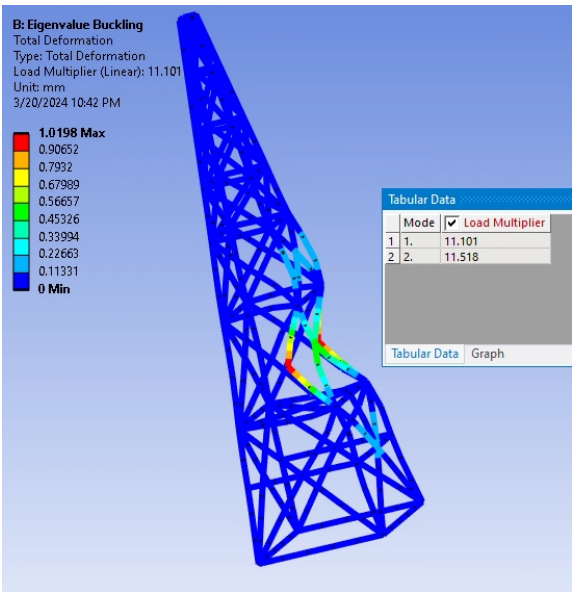 B: Eigenvalue Buckling
Total Deformation
Type: Total Deformation
Load Multiplier (Linear): 11.101
Unit: mm
3/20/2024 10:42 PM
1.0198 Max
0.90652
0.7932
0.67989
0.56657
0.45326
0.33994
0.22663
0.11331
0 Min
Tabular Data
Mode Load Multiplier
1 1. 11.101
2 2. 11.518
Tabular Data Graph